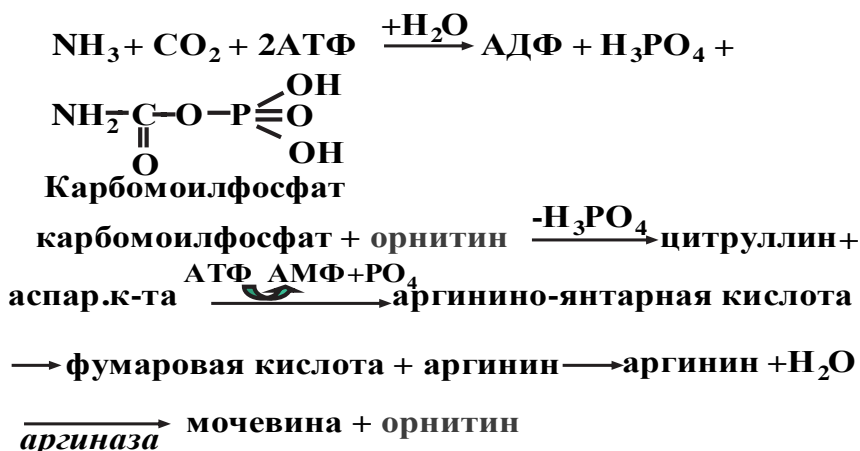 NH₃ + CO₂ + 2АТФ +H₂O → АДФ + H₃PO₄ +
OH
NH₂–C–O–P≡O
O OH
Карбомоилфосфат
карбомоилфосфат + орнитин -H₃PO₄ → цитруллин+
АТФ АМФ+PO₄
аспар.к-та → аргинино-янтарная кислота
→ фумаровая кислота + аргинин → аргинин +H₂O
→ мочевина + орнитин
аргиназа